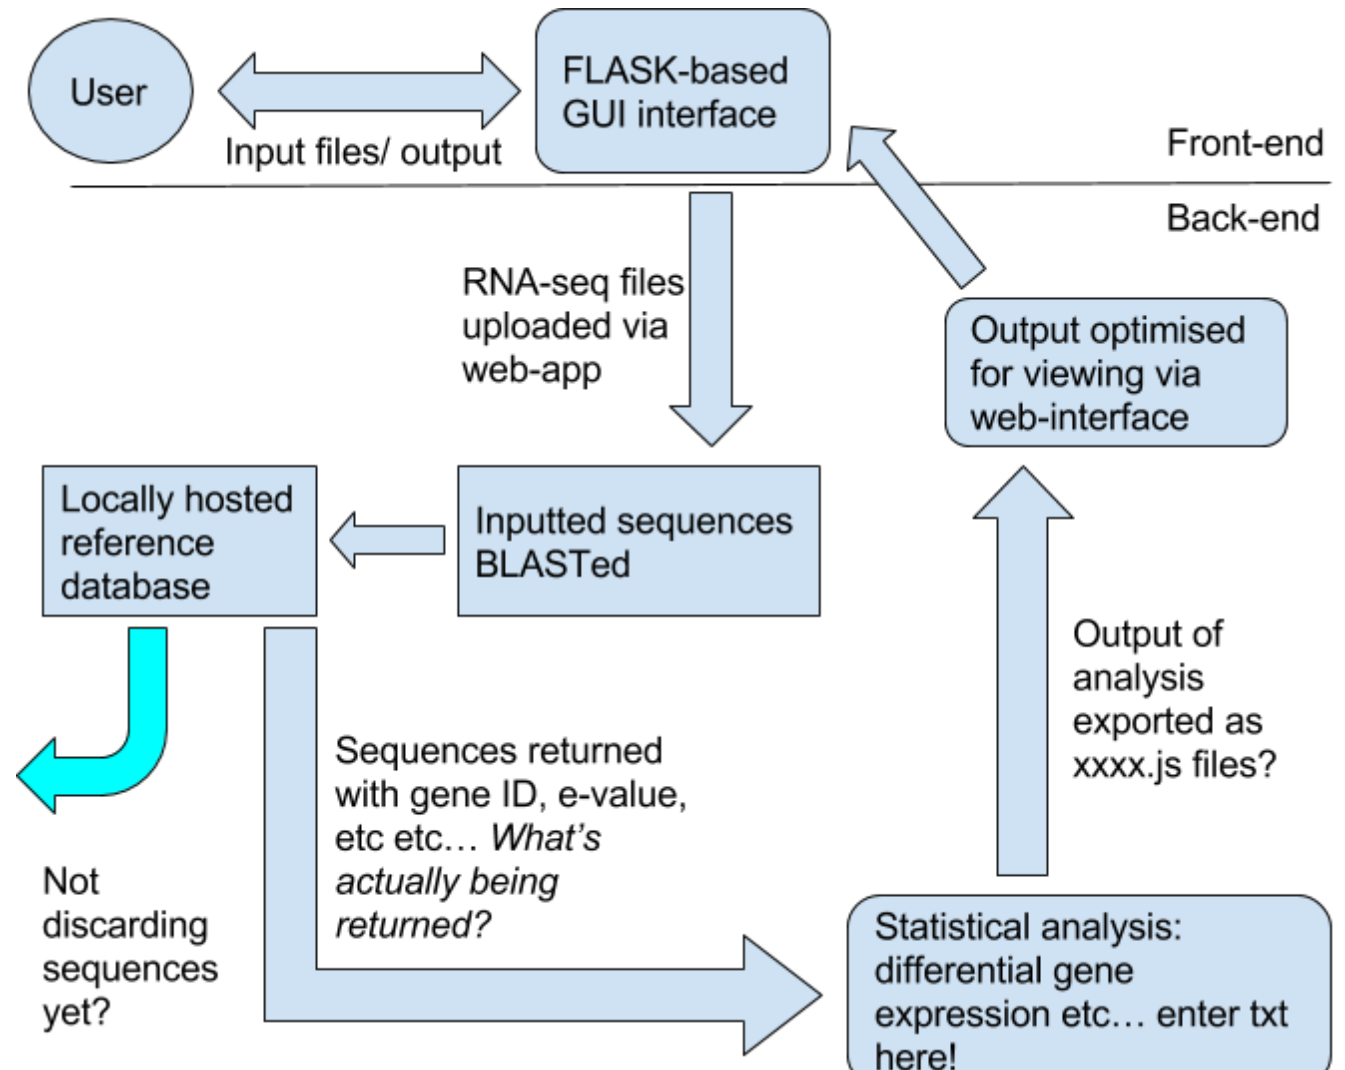 User
Input files/ output
FLASK-based
GUI interface
Front-end
Back-end
RNA-seq files
uploaded via
web-app
Output optimised
for viewing via
web-interface
Locally hosted
reference
database
Inputted sequences
BLASTed
Output of
analysis
exported as
xxxx.js files?
Sequences returned
with gene ID, e-value,
etc etc… What's
actually being
returned?
Not
discarding
sequences
yet?
Statistical analysis:
differential gene
expression etc… enter txt
here!